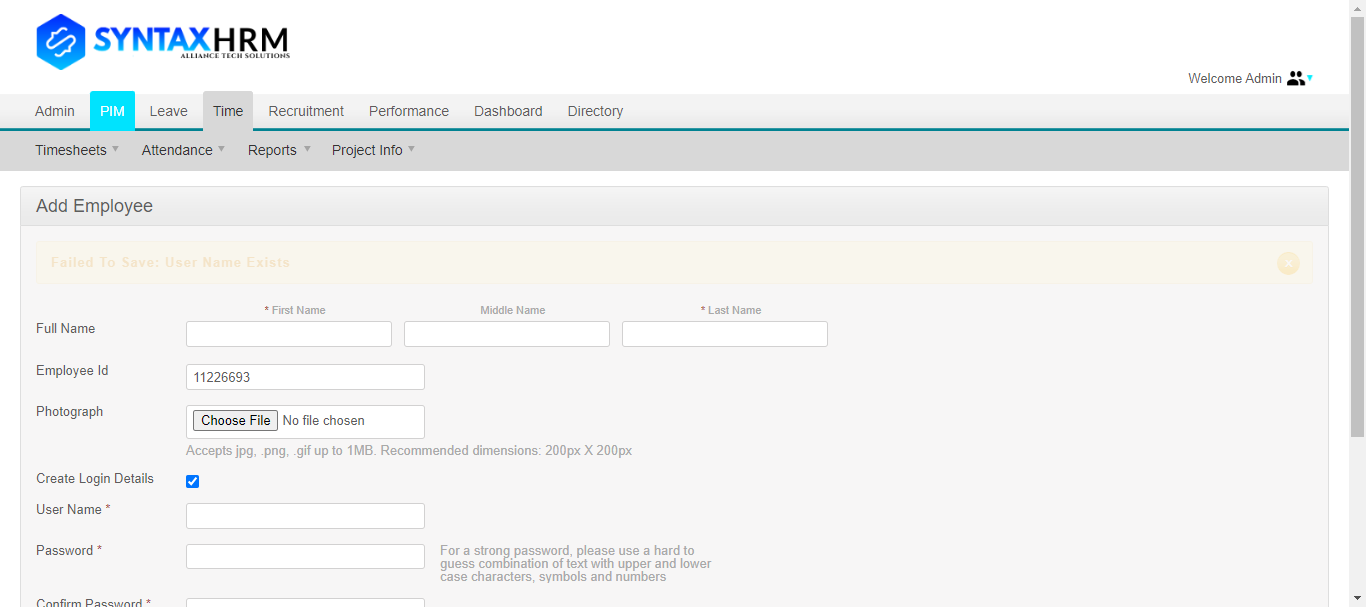 SYNTAXHRM
ALLIANCE TECH SOLUTIONS
Welcome Admin
Admin PIM Leave Time Recruitment Performance Dashboard Directory
Timesheets Attendance Reports Project Info
Add Employee
Failed To Save: User Name Exists
* First Name Middle Name * Last Name
Full Name
Employee Id 11226693
Photograph Choose File No file chosen
Accepts jpg, .png, .gif up to 1MB. Recommended dimensions: 200px X 200px
Create Login Details
User Name *
Password * For a strong password, please use a hard to
guess combination of text with upper and lower
case characters, symbols and numbers
Confirm Password *